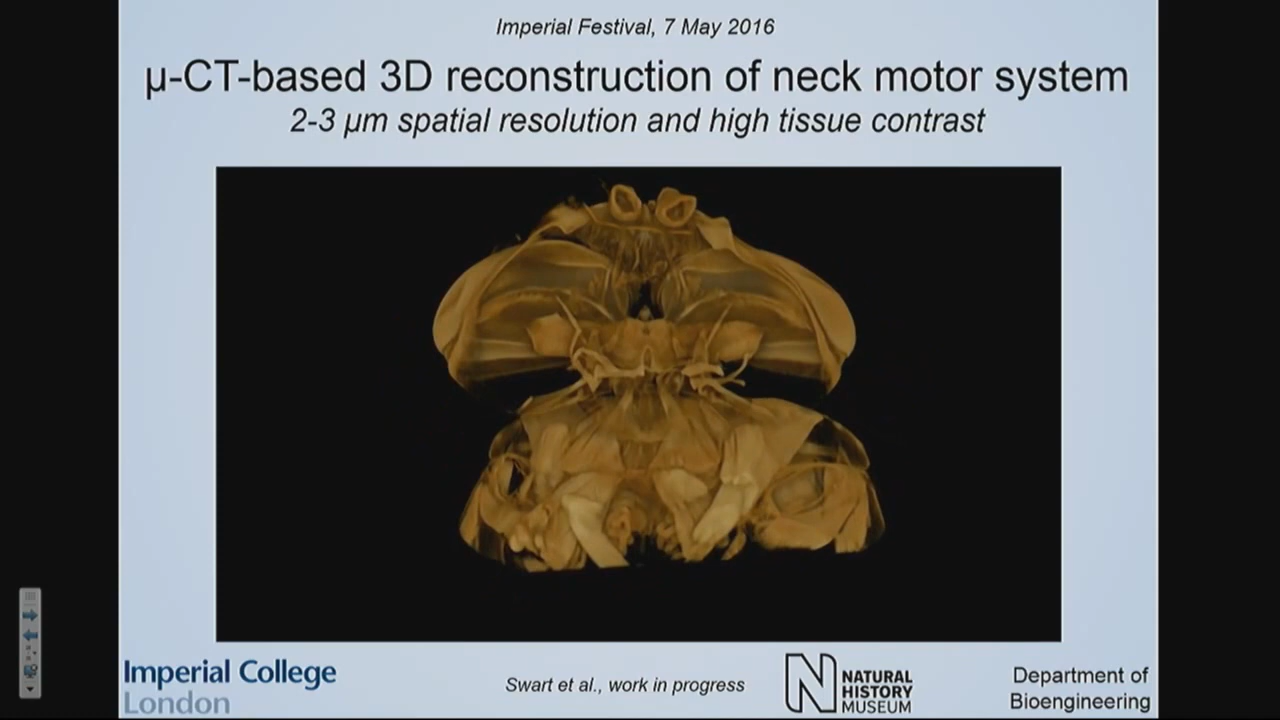 Imperial Festival, 7 May 2016
µ-CT-based 3D reconstruction of neck motor system
2-3 µm spatial resolution and high tissue contrast
Imperial College
London
Swart et al., work in progress
N
NATURAL
HISTORY
MUSEUM
Department of
Bioengineering